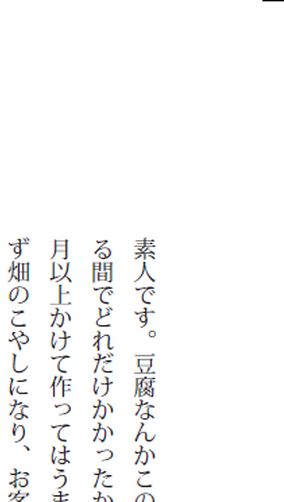 素人です。豆腐なんかこの
る間でどれだけかかったか
月以上かけて作ってはうま
ず畑のこやしになり、お客